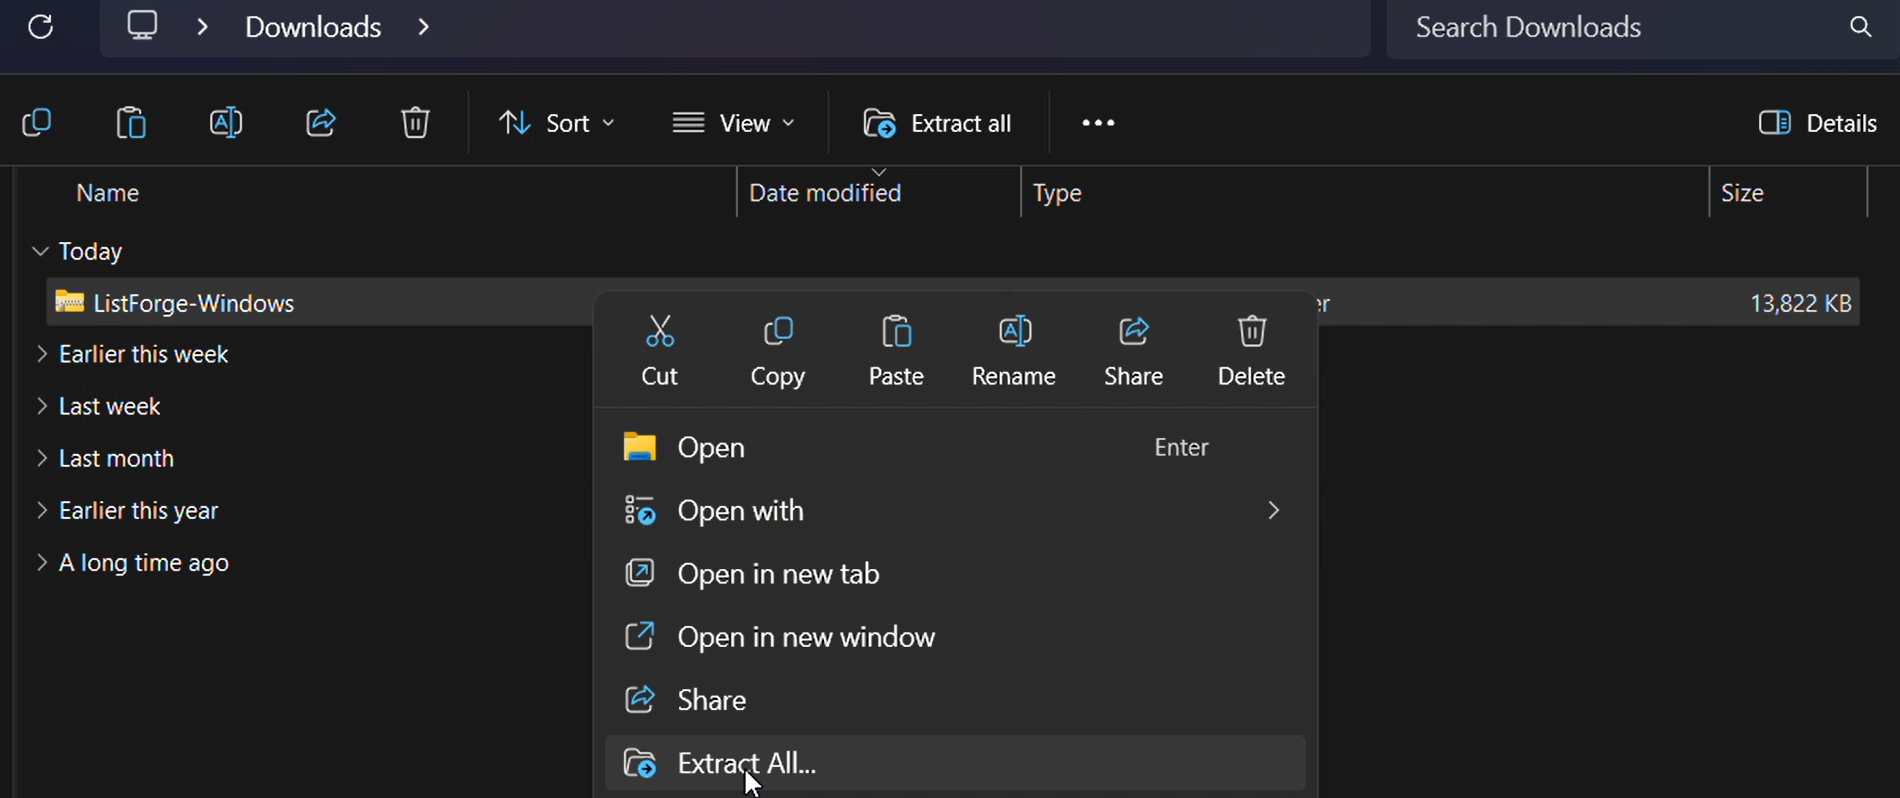 Downloads
Search Downloads
Sort
View
Extract all
Details
Name
Date modified
Type
Size
Today
ListForge-Windows
er
13,822 KB
Earlier this week
Last week
Last month
Earlier this year
A long time ago
Cut
Copy
Paste
Rename
Share
Delete
Open
Enter
Open with
Open in new tab
Open in new window
Share
Extract All...